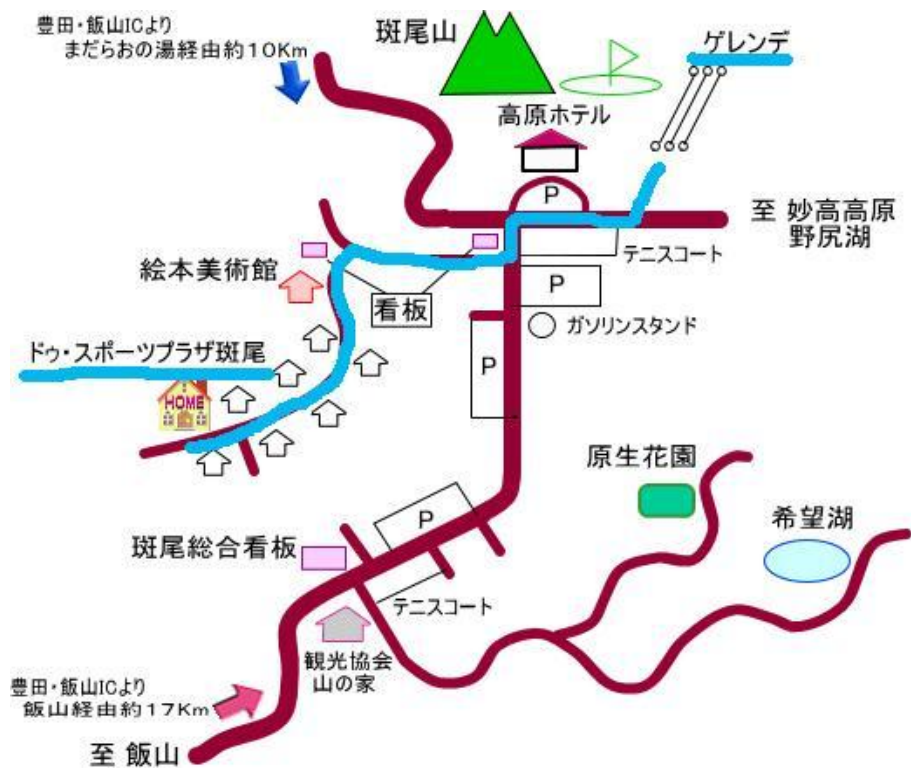 豊田・飯山ICより
まだらおの湯経由約10Km
斑尾山
ゲレンデ
高原ホテル
P
至 妙高高原
野尻湖
テニスコート
絵本美術館
看板
P
ガソリンスタンド
ドゥ・スポーツプラザ斑尾
P
HOME
原生花園
希望湖
P
斑尾総合看板
テニスコート
観光協会
山の家
豊田・飯山ICより
飯山経由約17Km
至 飯山